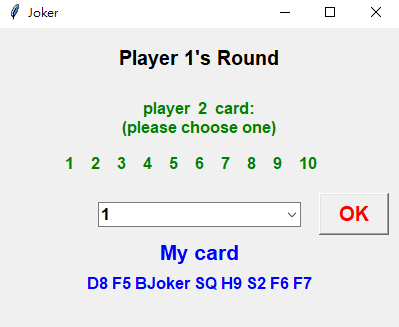 Joker
Player 1's Round
player 2 card:
(please choose one)
1 2 3 4 5 6 7 8 9 10
1
OK
My card
D8 F5 BJoker SQ H9 S2 F6 F7